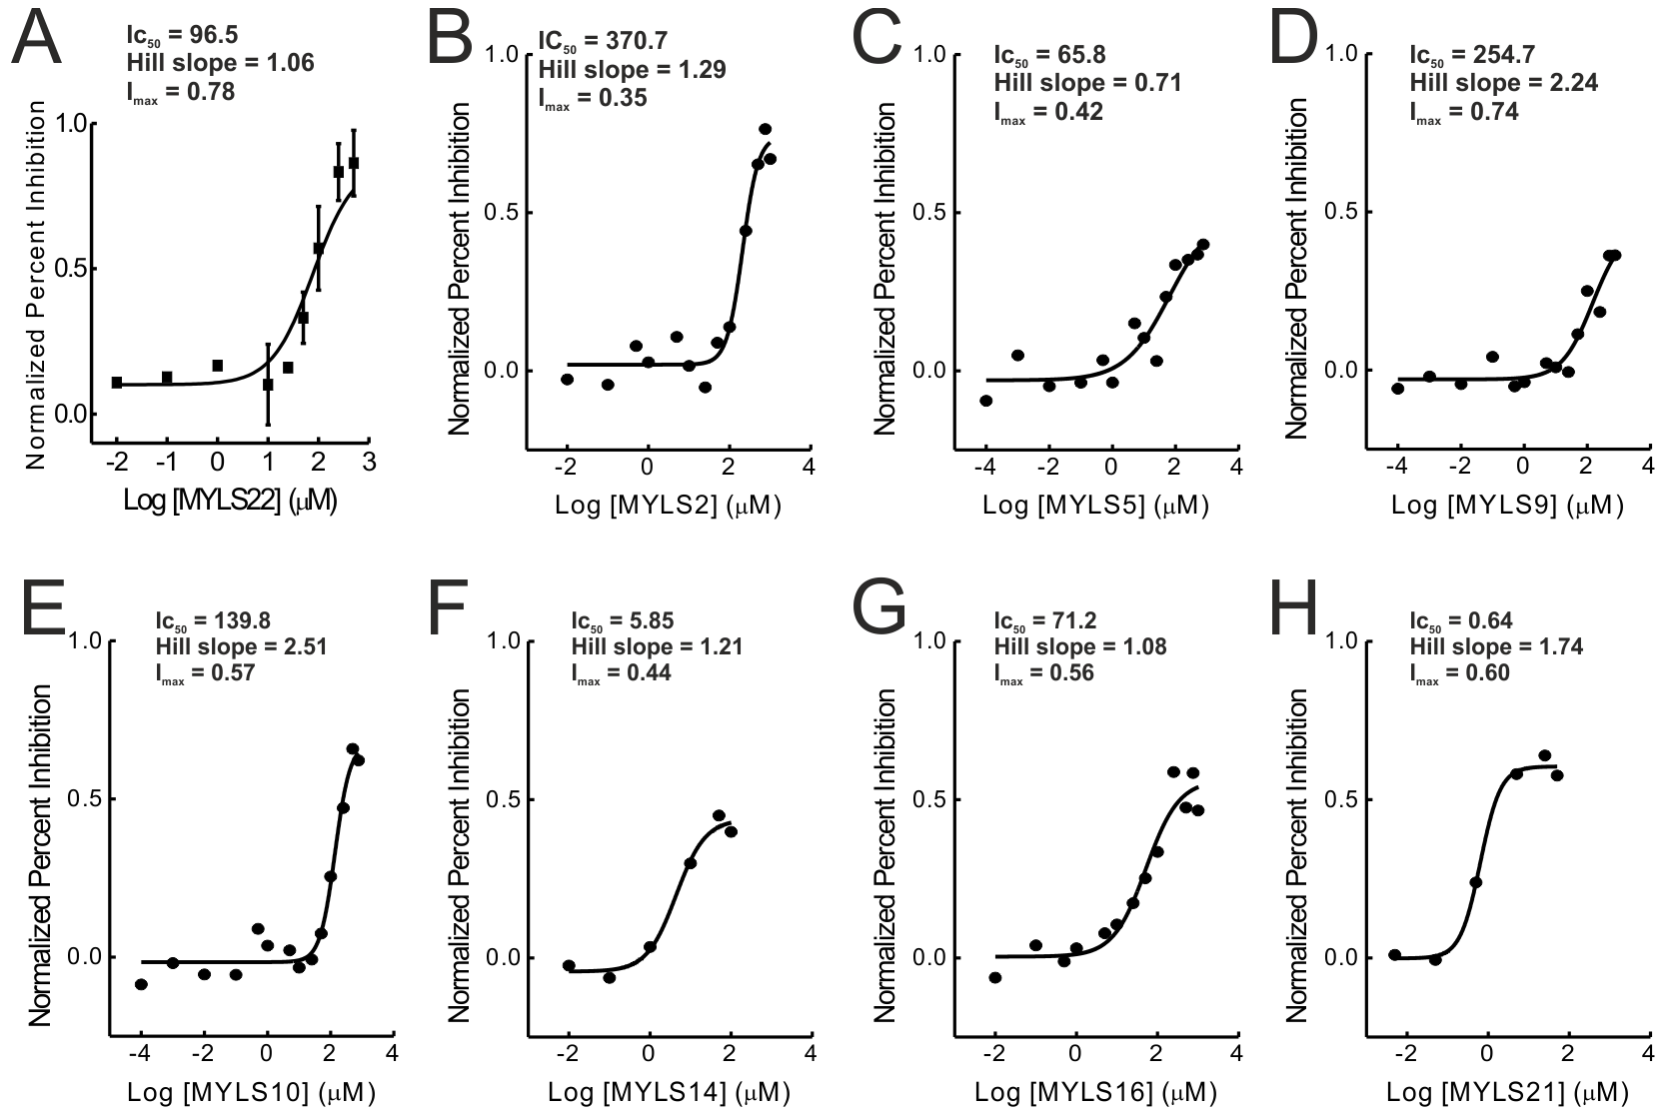 A
Ic50 = 96.5
Hill slope = 1.06
Imax = 0.78
Normalized Percent Inhibition
1.0
0.5
0.0
-2 -1 0 1 2 3
Log [MYLS22] (μM)
B
IC50 = 370.7
Hill slope = 1.29
Imax = 0.35
Normalized Percent Inhibition
1.0
0.5
0.0
-2 0 2 4
Log [MYLS2] (μM)
C
Ic50 = 65.8
Hill slope = 0.71
Imax = 0.42
Normalized Percent Inhibition
1.0
0.5
0.0
-4 -2 0 2 4
Log [MYLS5] (μM)
D
Ic50 = 254.7
Hill slope = 2.24
Imax = 0.74
Normalized Percent Inhibition
1.0
0.5
0.0
-4 -2 0 2 4
Log [MYLS9] (μM)
E
Ic50 = 139.8
Hill slope = 2.51
Imax = 0.57
Normalized Percent Inhibition
1.0
0.5
0.0
-4 -2 0 2 4
Log [MYLS10] (μM)
F
Ic50 = 5.85
Hill slope = 1.21
Imax = 0.44
Normalized Percent Inhibition
1.0
0.5
0.0
-2 0 2 4
Log [MYLS14] (μM)
G
Ic50 = 71.2
Hill slope = 1.08
Imax = 0.56
Normalized Percent Inhibition
1.0
0.5
0.0
-2 0 2 4
Log [MYLS16] (μM)
H
Ic50 = 0.64
Hill slope = 1.74
Imax = 0.60
Normalized Percent Inhibition
1.0
0.5
0.0
-2 0 2 4
Log [MYLS21] (μM)